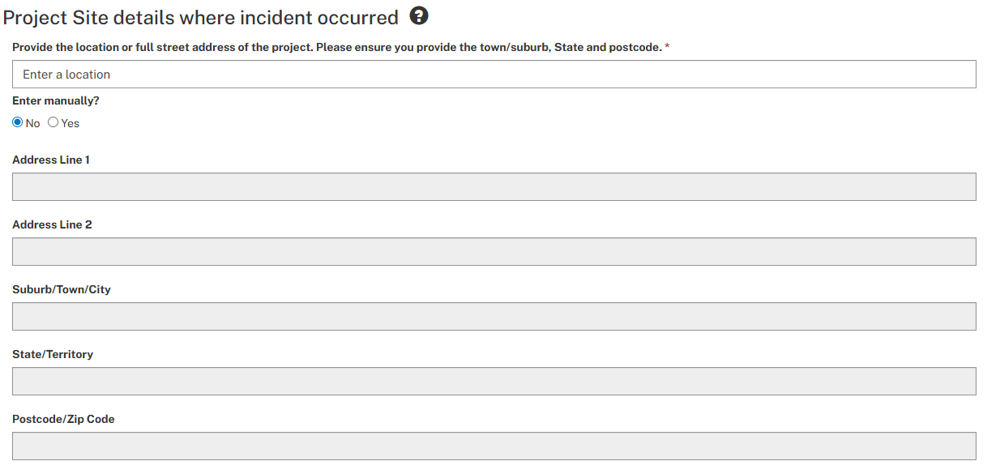 Project Site details where incident occurred ?
Provide the location or full street address of the project. Please ensure you provide the town/suburb, State and postcode. *
Enter a location
Enter manually?
No Yes
Address Line 1
Address Line 2
Suburb/Town/City
State/Territory
Postcode/Zip Code